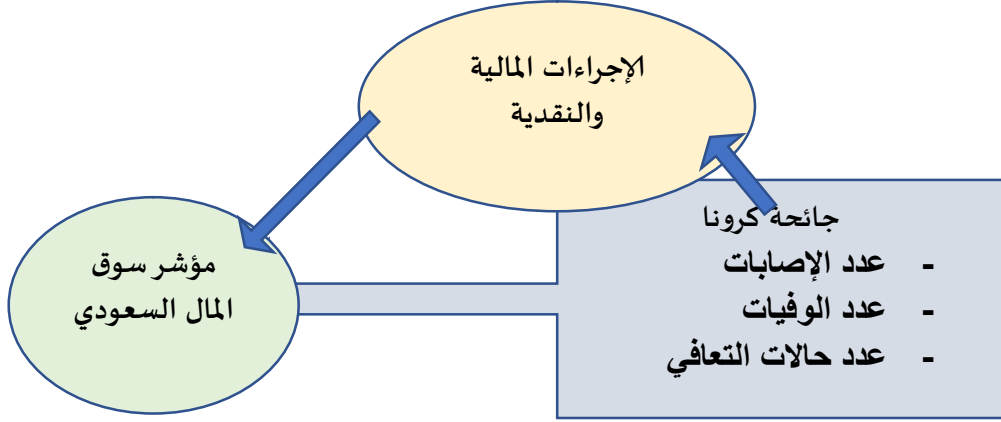 الإجراءات المالية
والنقدية
جائحة كرونا
- عدد الإصابات
- عدد الوفيات
- عدد حالات التعافي
مؤشر سوق
المال السعودي